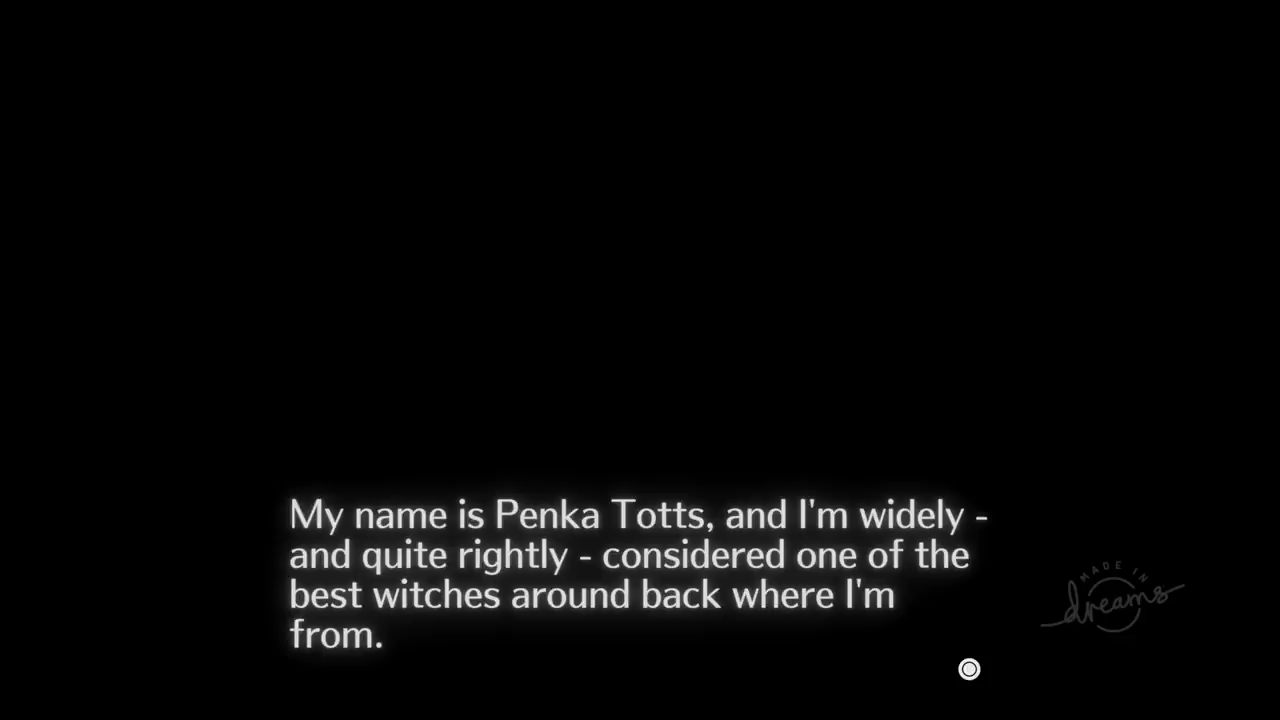 My name is Penka Totts, and I'm widely -
and quite rightly - considered one of the
best witches around back where I'm
from.
MADE IN
dreams